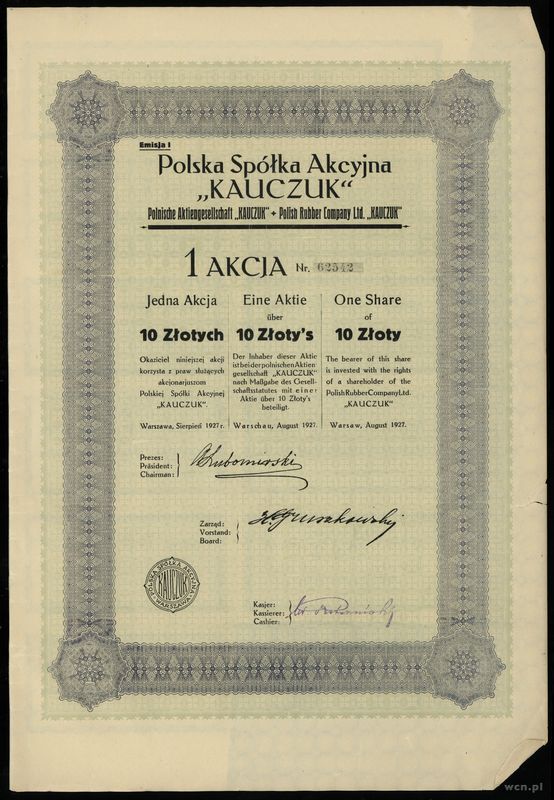 Emisja I
Polska Spółka Akcyjna
„KAUCZUK"
Polnische Aktiengesellschaft „KAUCZUK" + Polish Rubber Company Ltd. „KAUCZUK"
1 AKCJA Nr. 62542
Jedna Akcja
10 Złotych
Okaziciel niniejszej akcji
korzysta z praw służących
akcjonarjuszom
Polskiej Spółki Akcyjnej
„KAUCZUK".
Warszawa, Sierpień 1927 r.
Eine Aktie
über
10 Złoty's
Der Inhaber dieser Aktie
ist bei der polnischen Aktien-
gesellschaft „KAUCZUK"
nach Maßgabe des Gesell-
schaftsstatutes mit einer
Aktie über 10 Złoty's
beteiligt.
Warschau, August 1927.
One Share
of
10 Złoty
The bearer of this share
is invested with the rights
of a shareholder of the
Polish Rubber Company Ltd.
„KAUCZUK"
Warsaw, August 1927.
Prezes:
Präsident:
Chairman:
Lubomirski
Zarząd:
Vorstand:
Board:
POLSKA SPÓŁKA AKCYJNA
KAUCZUK
WARSZAWA
Kasjer:
Kassierer:
Cashier:
wcn.pl